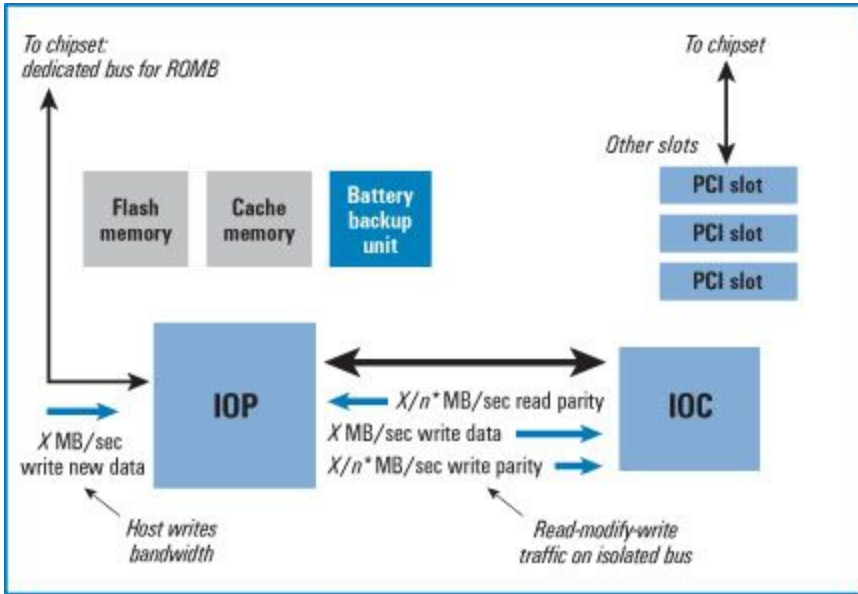 To chipset:
dedicated bus for ROMB
To chipset
Other slots
PCI slot
PCI slot
PCI slot
Flash
memory
Cache
memory
Battery
backup
unit
IOP
IOC
X/n* MB/sec read parity
X MB/sec write data
X/n* MB/sec write parity
X MB/sec
write new data
Host writes
bandwidth
Read-modify-write
traffic on isolated bus